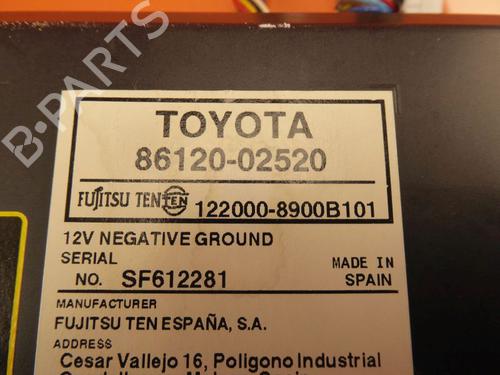 B-PARTS
TOYOTA
86120-02520
FUJITSU TEN TEN 122000-8900B101
12V NEGATIVE GROUND
SERIAL
NO. SF612281
MADE IN
SPAIN
MANUFACTURER
FUJITSU TEN ESPAÑA, S.A.
ADDRESS
Cesar Vallejo 16, Poligono Industrial